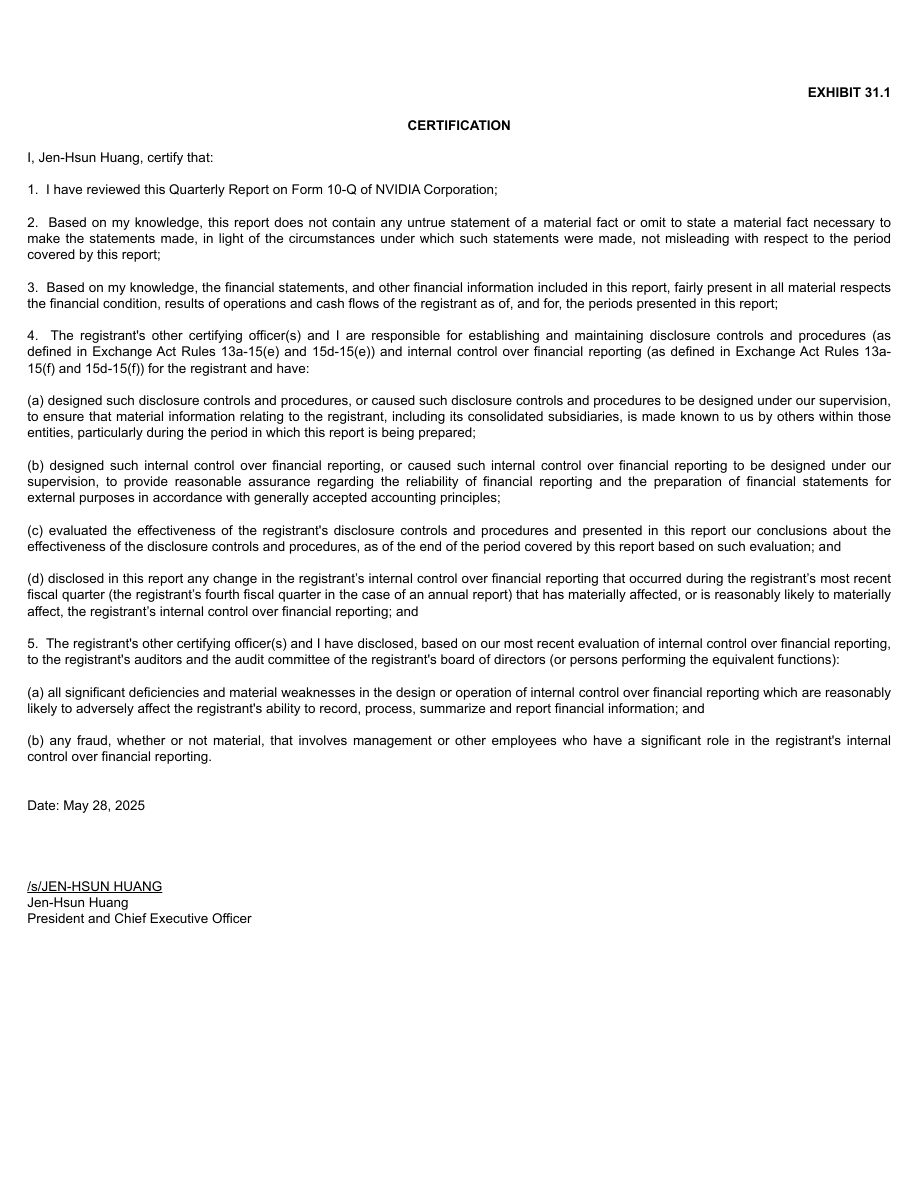 EXHIBIT 31.1
CERTIFICATION
I, Jen-Hsun Huang, certify that:
1.  I have reviewed this Quarterly Report on Form 10-Q of NVIDIA Corporation;
2.  Based on my knowledge, this report does not contain any untrue statement of a material fact or omit to state a material fact necessary to
make the statements made, in light of the circumstances under which such statements were made, not misleading with respect to the period
covered by this report;
3.  Based on my knowledge, the financial statements, and other financial information included in this report, fairly present in all material respects
the financial condition, results of operations and cash flows of the registrant as of, and for, the periods presented in this report;
4.  The registrant's other certifying officer(s) and I are responsible for establishing and maintaining disclosure controls and procedures (as
defined in Exchange Act Rules 13a-15(e) and 15d-15(e)) and internal control over financial reporting (as defined in Exchange Act Rules 13a-
15(f) and 15d-15(f)) for the registrant and have:
(a) designed such disclosure controls and procedures, or caused such disclosure controls and procedures to be designed under our supervision,
to ensure that material information relating to the registrant, including its consolidated subsidiaries, is made known to us by others within those
entities, particularly during the period in which this report is being prepared;
(b) designed such internal control over financial reporting, or caused such internal control over financial reporting to be designed under our
supervision, to provide reasonable assurance regarding the reliability of financial reporting and the preparation of financial statements for
external purposes in accordance with generally accepted accounting principles;
(c) evaluated the effectiveness of the registrant's disclosure controls and procedures and presented in this report our conclusions about the
effectiveness of the disclosure controls and procedures, as of the end of the period covered by this report based on such evaluation; and
(d) disclosed in this report any change in the registrant’s internal control over financial reporting that occurred during the registrant’s most recent
fiscal quarter (the registrant’s fourth fiscal quarter in the case of an annual report) that has materially affected, or is reasonably likely to materially
affect, the registrant’s internal control over financial reporting; and
5.  The registrant's other certifying officer(s) and I have disclosed, based on our most recent evaluation of internal control over financial reporting,
to the registrant's auditors and the audit committee of the registrant's board of directors (or persons performing the equivalent functions):
(a) all significant deficiencies and material weaknesses in the design or operation of internal control over financial reporting which are reasonably
likely to adversely affect the registrant's ability to record, process, summarize and report financial information; and
(b) any fraud, whether or not material, that involves management or other employees who have a significant role in the registrant's internal
control over financial reporting.
Date: May 28, 2025
/s/JEN-HSUN HUANG
Jen-Hsun Huang
President and Chief Executive Officer